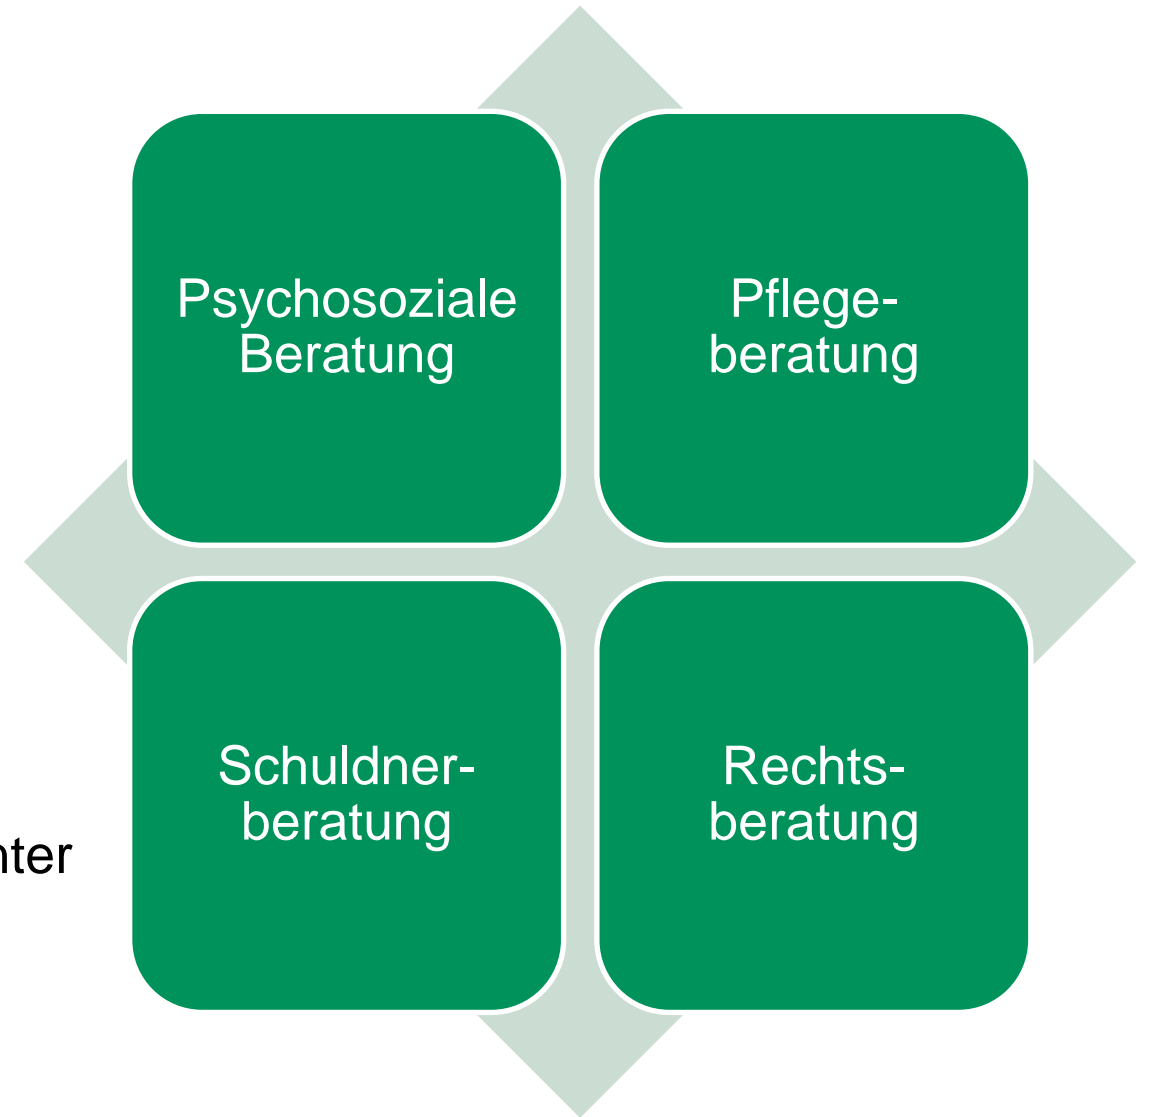 Psychosoziale
Beratung
Pflege-
beratung
Schuldner-
beratung
Rechts-
beratung
nter